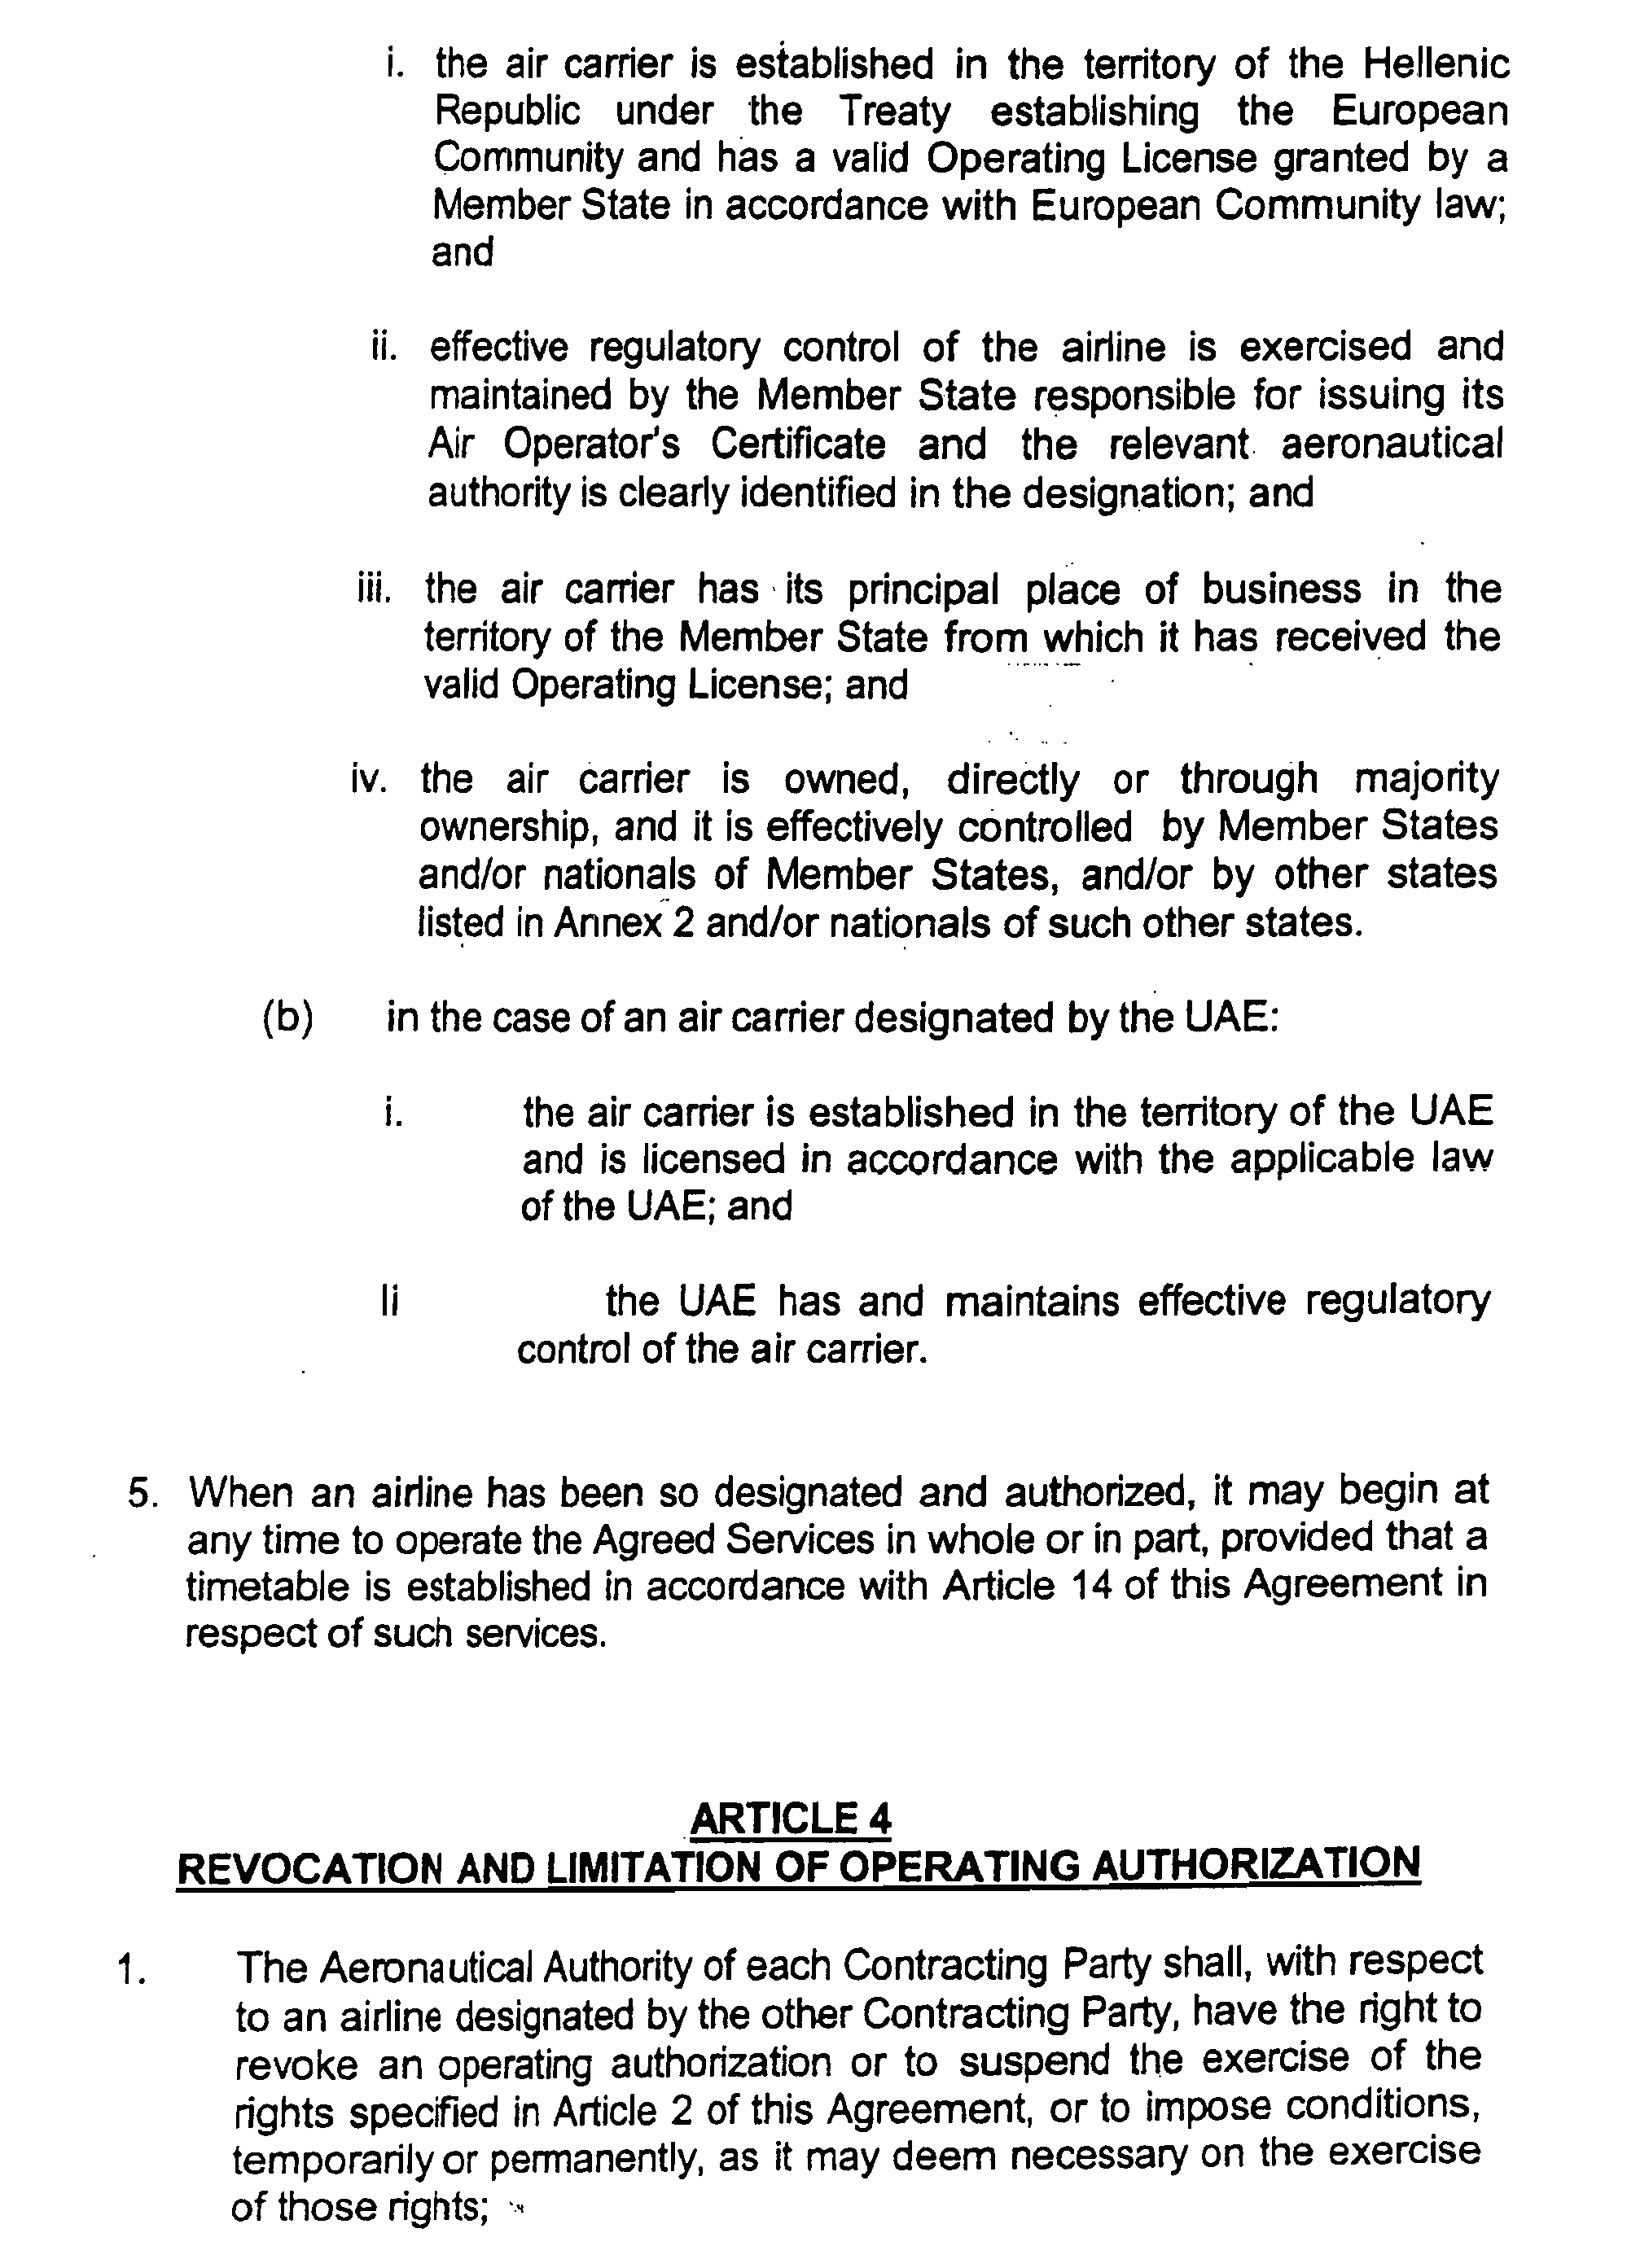 i. the air carrier is established in the territory of the Hellenic
Republic under the Treaty establishing the European
Community and has a valid Operating License granted by a
Member State in accordance with European Community law;
and
ii. effective regulatory control of the airline is exercised and
maintained by the Member State responsible for issuing its
Air Operator's Certificate and the relevant aeronautical
authority is clearly identified in the designation; and
iii. the air carrier has its principal place of business in the
territory of the Member State from which it has received the
valid Operating License; and
iv. the air carrier is owned, directly or through majority
ownership, and it is effectively controlled by Member States
and/or nationals of Member States, and/or by other states
listed in Annex 2 and/or nationals of such other states.
(b) in the case of an air carrier designated by the UAE:
i. the air carrier is established in the territory of the UAE
and is licensed in accordance with the applicable law
of the UAE; and
Ii the UAE has and maintains effective regulatory
control of the air carrier.
5. When an airline has been so designated and authorized, it may begin at
any time to operate the Agreed Services in whole or in part, provided that a
timetable is established in accordance with Article 14 of this Agreement in
respect of such services.
ARTICLE 4
REVOCATION AND LIMITATION OF OPERATING AUTHORIZATION
1. The Aeronautical Authority of each Contracting Party shall, with respect
to an airline designated by the other Contracting Party, have the right to
revoke an operating authorization or to suspend the exercise of the
rights specified in Article 2 of this Agreement, or to impose conditions,
temporarily or permanently, as it may deem necessary on the exercise
of those rights;